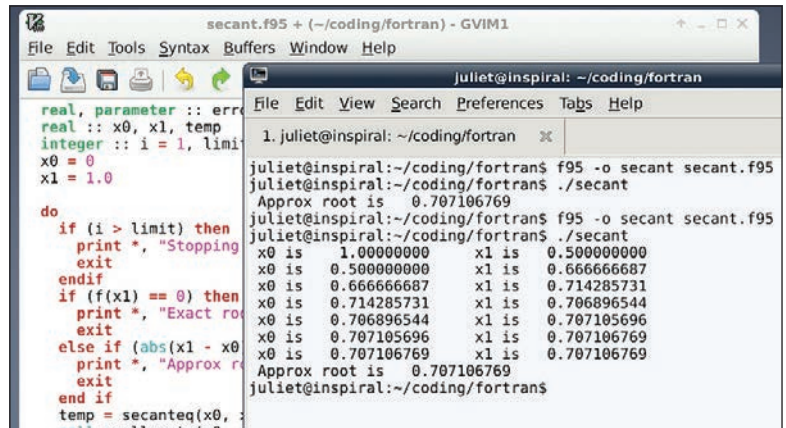 secant.f95 + (~/coding/fortran) - GVIM1
File Edit Tools Syntax Buffers Window Help
real, parameter :: erro
real :: x0, x1, temp
integer :: i = 1, limi
x0 = 0
x1 = 1.0
do
if (i > limit) then
print *, "Stopping
exit
endif
if (f(x1) == 0) then
print *, "Exact roo
exit
else if (abs(x1 - x0
print *, "Approx r
exit
end if
temp = secanteq(x0,
juliet@inspiral: ~/coding/fortran
File Edit View Search Preferences Tabs Help
1. juliet@inspiral: ~/coding/fortran
juliet@inspiral:~/coding/fortran$ f95 -o secant secant.f95
juliet@inspiral:~/coding/fortran$ ./secant
Approx root is 0.707106769
juliet@inspiral:~/coding/fortran$ f95 -o secant secant.f95
juliet@inspiral:~/coding/fortran$ ./secant
x0 is 1.00000000 x1 is 0.500000000
x0 is 0.500000000 x1 is 0.666666687
x0 is 0.666666687 x1 is 0.714285731
x0 is 0.714285731 x1 is 0.706896544
x0 is 0.706896544 x1 is 0.707105696
x0 is 0.707105696 x1 is 0.707106769
x0 is 0.707106769 x1 is 0.707106769
Approx root is 0.707106769
juliet@inspiral:~/coding/fortran$